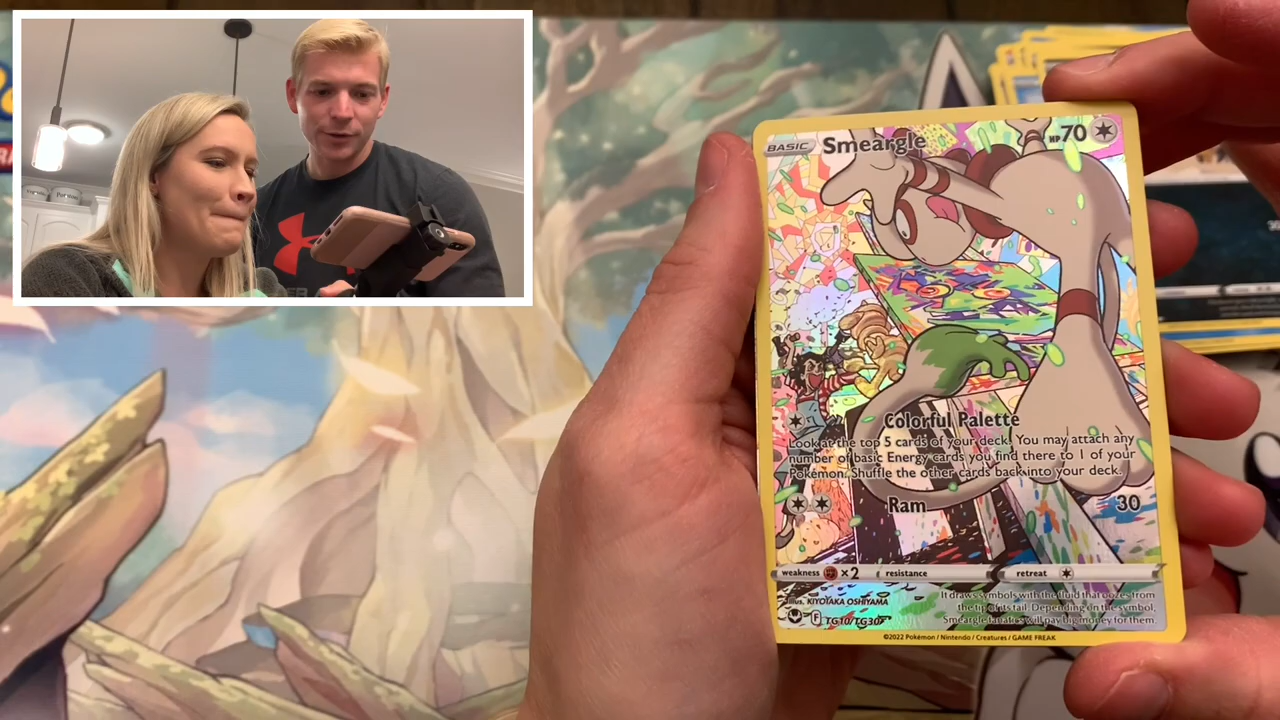 BASIC Smeargle HP 70
Colorful Palette
Look at the top 5 cards of your deck. You may attach any
number of basic Energy cards you find there to 1 of your
Pokémon. Shuffle the other cards back into your deck.
Ram 30
weakness ×2 resistance retreat
Illus. KIYOTAKA OSHIYAMA
F TG10/TG30
It draws symbols with the fluid that oozes from
the tip of its tail. Depending on the symbol,
Smeargle fanatics will pay big money for them.
©2022 Pokémon / Nintendo / Creatures / GAME FREAK